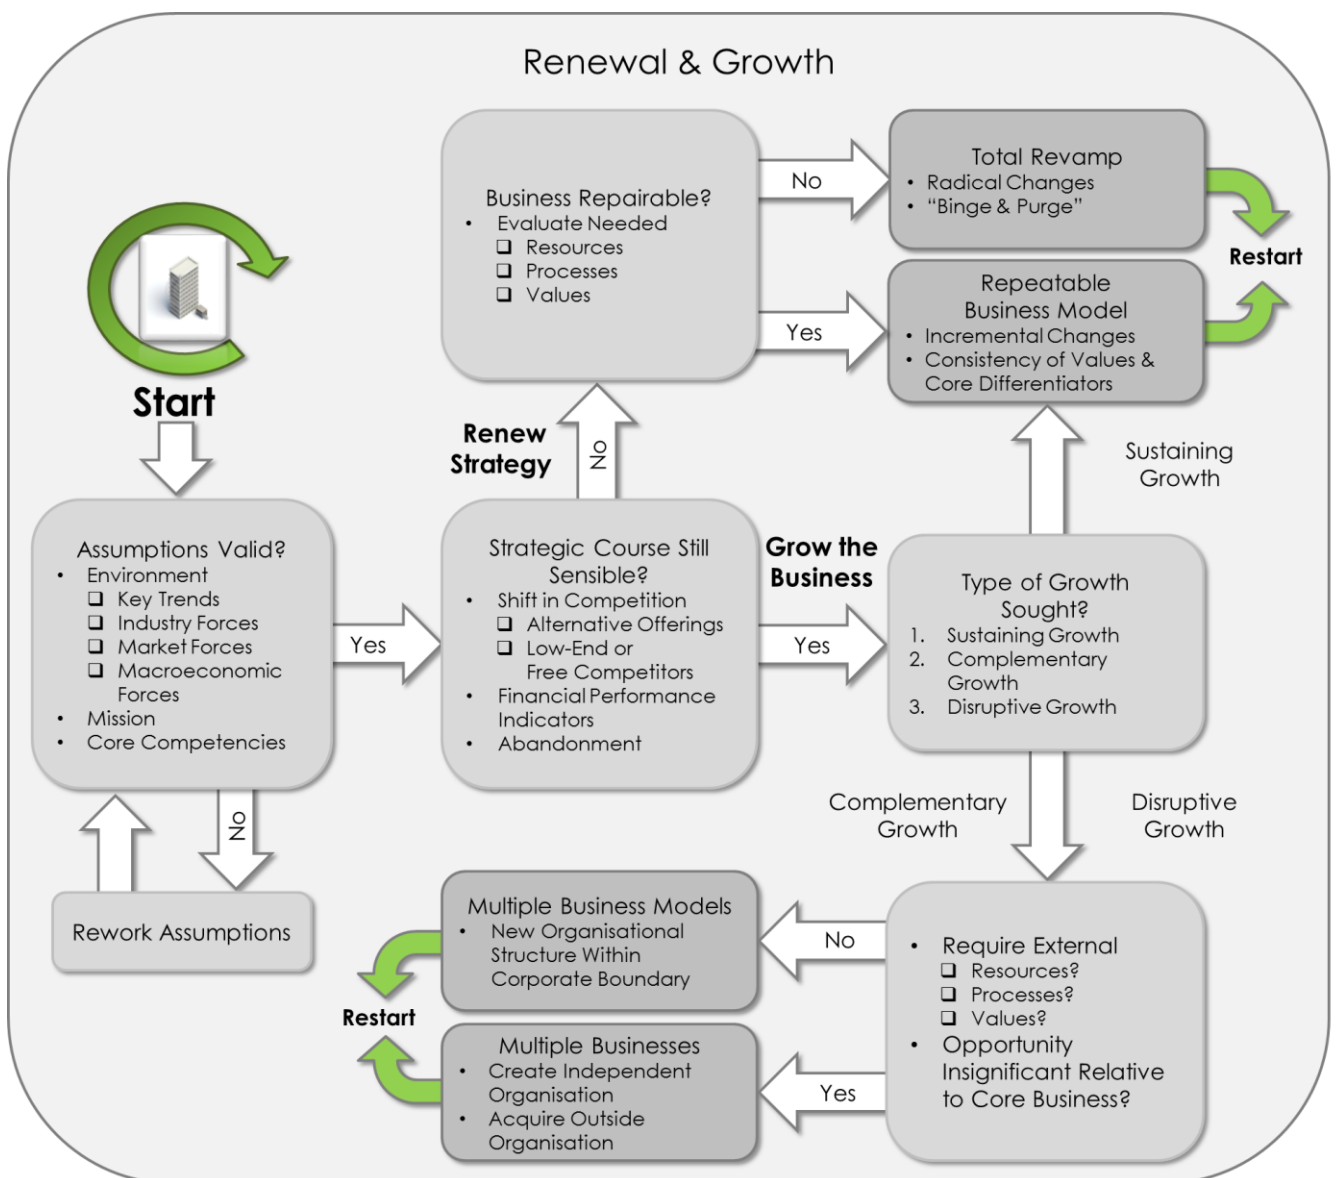 Renewal & Growth
Start
Assumptions Valid?
• Environment
❑ Key Trends
❑ Industry Forces
❑ Market Forces
❑ Macroeconomic
Forces
• Mission
• Core Competencies
No
Rework Assumptions
Yes
Strategic Course Still
Sensible?
• Shift in Competition
❑ Alternative Offerings
❑ Low-End or
Free Competitors
• Financial Performance
Indicators
• Abandonment
Renew
Strategy
No
Business Repairable?
• Evaluate Needed
❑ Resources
❑ Processes
❑ Values
No
Total Revamp
• Radical Changes
• “Binge & Purge”
Yes
Repeatable
Business Model
• Incremental Changes
• Consistency of Values &
Core Differentiators
Restart
Grow the
Business
Yes
Type of Growth
Sought?
1. Sustaining Growth
2. Complementary
Growth
3. Disruptive Growth
Sustaining
Growth
Complementary
Growth
Disruptive
Growth
• Require External
❑ Resources?
❑ Processes?
❑ Values?
• Opportunity
Insignificant Relative
to Core Business?
No
Multiple Business Models
• New Organisational
Structure Within
Corporate Boundary
Yes
Multiple Businesses
• Create Independent
Organisation
• Acquire Outside
Organisation
Restart